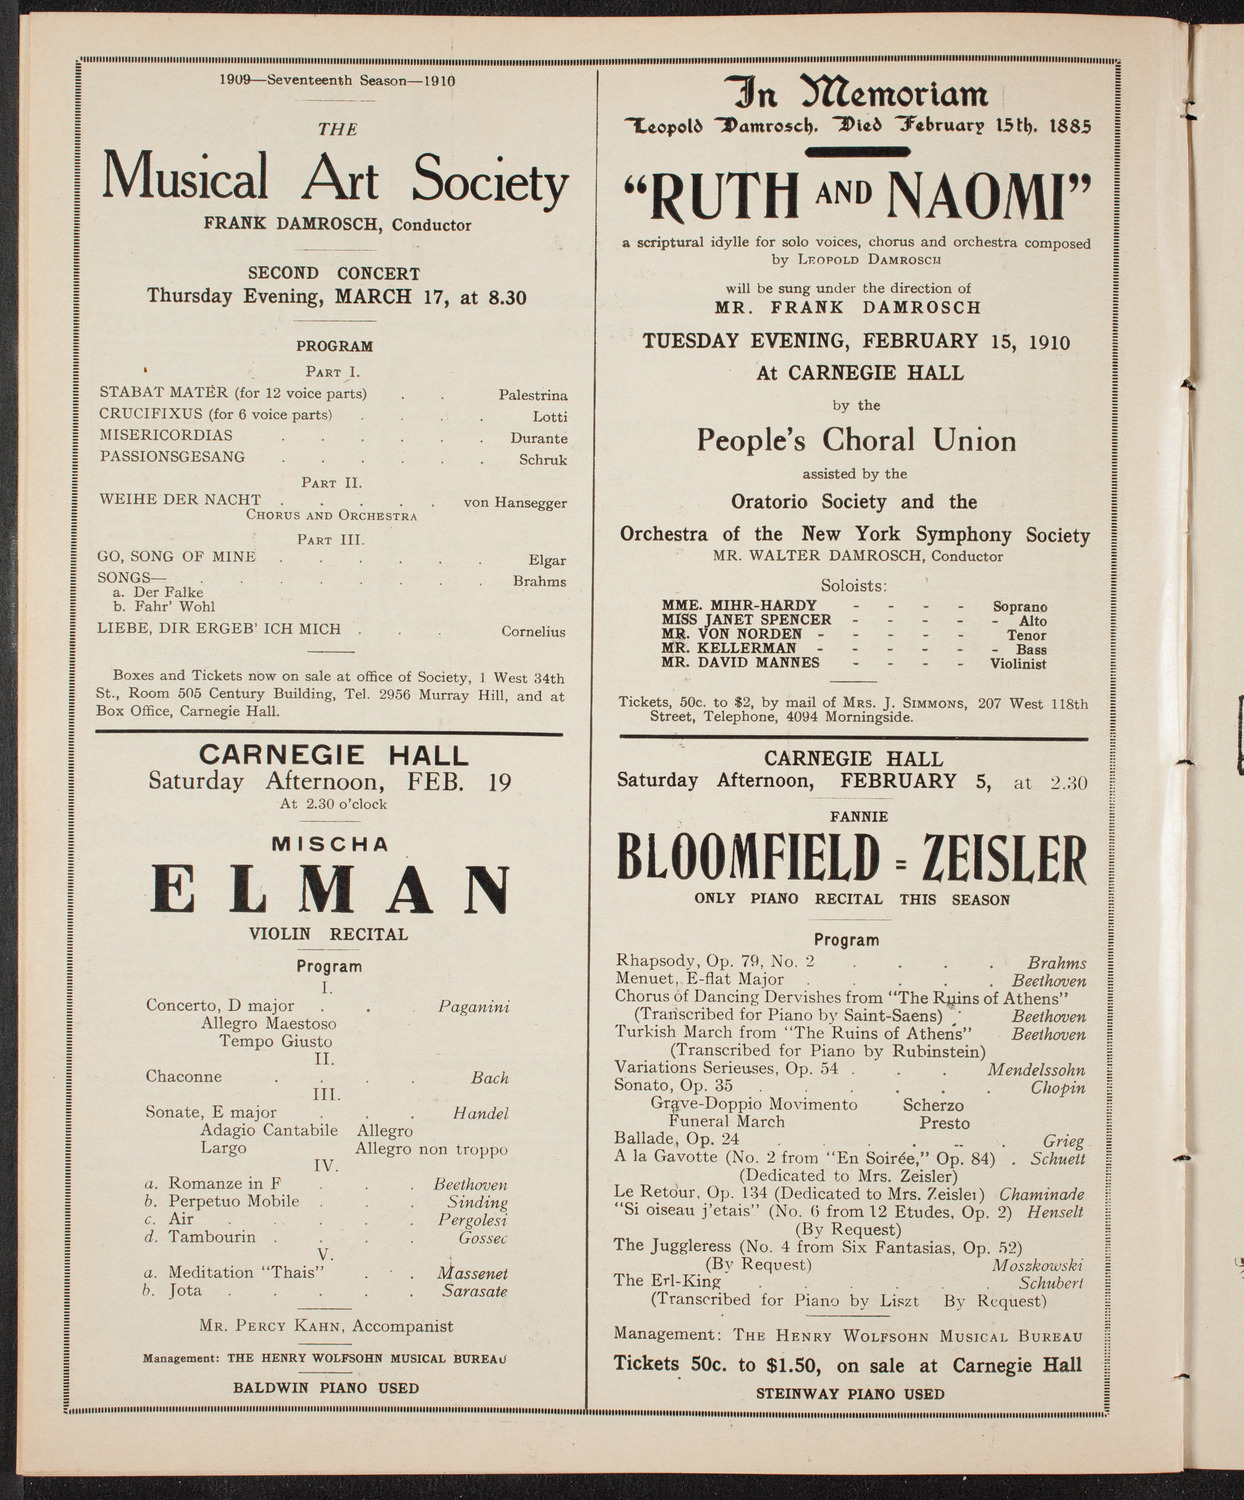 1909—Seventeenth Season—1910
THE
Musical Art Society
FRANK DAMROSCH, Conductor
SECOND CONCERT
Thursday Evening, MARCH 17, at 8.30
PROGRAM
PART I.
STABAT MATER (for 12 voice parts) . . Palestrina
CRUCIFIXUS (for 6 voice parts) . . . . Lotti
MISERICORDIAS . . . . . . Durante
PASSIONSGESANG . . . . . . Schruk
PART II.
WEIHE DER NACHT . . . . . von Hansegger
CHORUS AND ORCHESTRA
PART III.
GO, SONG OF MINE . . . . . . Elgar
SONGS— . . . . . . . . Brahms
a. Der Falke
b. Fahr' Wohl
LIEBE, DIR ERGEB' ICH MICH . . . Cornelius
Boxes and Tickets now on sale at office of Society, 1 West 34th
St., Room 505 Century Building, Tel. 2956 Murray Hill, and at
Box Office, Carnegie Hall.
CARNEGIE HALL
Saturday Afternoon, FEB. 19
At 2.30 o'clock
MISCHA
ELMAN
VIOLIN RECITAL
Program
I.
Concerto, D major . . Paganini
Allegro Maestoso
Tempo Giusto
II.
Chaconne . . . . Bach
III.
Sonate, E major . . . Handel
Adagio Cantabile Allegro
Largo Allegro non troppo
IV.
a. Romanze in F . . . Beethoven
b. Perpetuo Mobile . . . Sinding
c. Air . . . . . Pergolesi
d. Tambourin . . . . Gossec
V.
a. Meditation "Thais" . . . Massenet
b. Jota . . . . . Sarasate
MR. PERCY KAHN, Accompanist
Management: THE HENRY WOLFSOHN MUSICAL BUREAU
BALDWIN PIANO USED
In Memoriam
Leopold Damrosch. Died February 15th, 1885
"RUTH AND NAOMI"
a scriptural idylle for solo voices, chorus and orchestra composed
by LEOPOLD DAMROSCH
will be sung under the direction of
MR. FRANK DAMROSCH
TUESDAY EVENING, FEBRUARY 15, 1910
At CARNEGIE HALL
by the
People's Choral Union
assisted by the
Oratorio Society and the
Orchestra of the New York Symphony Society
MR. WALTER DAMROSCH, Conductor
Soloists:
MME. MIHR-HARDY - - - - Soprano
MISS JANET SPENCER - - - - - Alto
MR. VON NORDEN - - - - - Tenor
MR. KELLERMAN - - - - - - Bass
MR. DAVID MANNES - - - - Violinist
Tickets, 50c. to $2, by mail of MRS. J. SIMMONS, 207 West 118th
Street, Telephone, 4094 Morningside.
CARNEGIE HALL
Saturday Afternoon, FEBRUARY 5, at 2.30
FANNIE
BLOOMFIELD = ZEISLER
ONLY PIANO RECITAL THIS SEASON
Program
Rhapsody, Op. 79, No. 2 . . . . Brahms
Menuet, E-flat Major . . . . . Beethoven
Chorus of Dancing Dervishes from "The Ruins of Athens"
(Transcribed for Piano by Saint-Saens) . Beethoven
Turkish March from "The Ruins of Athens" Beethoven
(Transcribed for Piano by Rubinstein)
Variations Serieuses, Op. 54 . . . Mendelssohn
Sonato, Op. 35 . . . . . . Chopin
Grave-Doppio Movimento Scherzo
Funeral March Presto
Ballade, Op. 24 . . . . . . Grieg
A la Gavotte (No. 2 from "En Soirée," Op. 84) . Schuett
(Dedicated to Mrs. Zeisler)
Le Retour, Op. 134 (Dedicated to Mrs. Zeisler) Chaminade
"Si oiseau j'etais" (No. 6 from 12 Etudes, Op. 2) Henselt
(By Request)
The Juggleress (No. 4 from Six Fantasias, Op. 52)
(By Request) Moszkowski
The Erl-King . . . . . . Schubert
(Transcribed for Piano by Liszt By Request)
Management: THE HENRY WOLFSOHN MUSICAL BUREAU
Tickets 50c. to $1.50, on sale at Carnegie Hall
STEINWAY PIANO USED